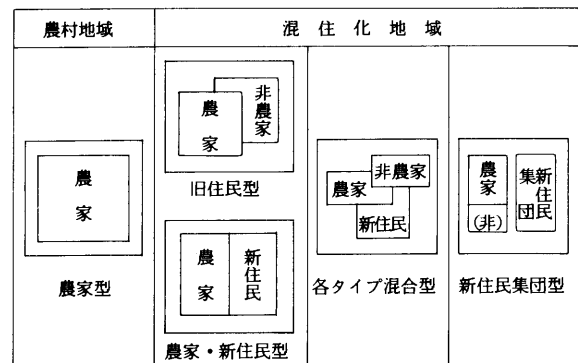 農村地域
混住化地域
農家
農家型
農家
非農家
旧住民型
農家
新住民
農家・新住民型
農家
非農家
新住民
各タイプ混合型
農家
(非)
新住民集団
新住民集団型